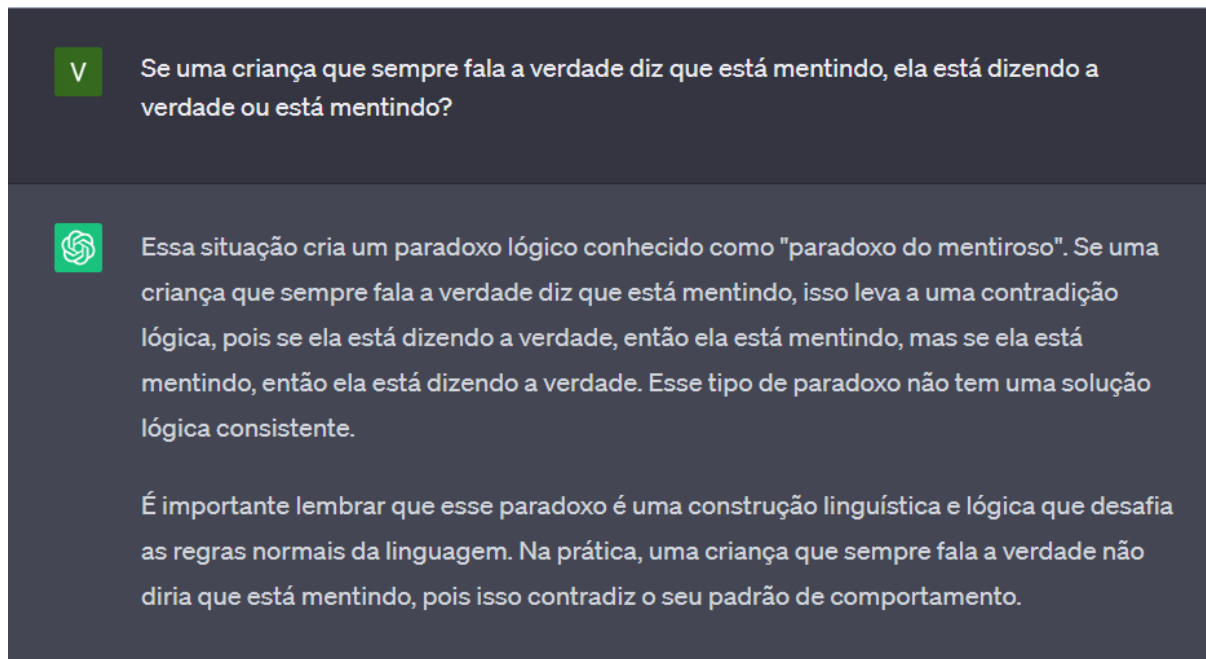 V
Se uma criança que sempre fala a verdade diz que está mentindo, ela está dizendo a
verdade ou está mentindo?
Essa situação cria um paradoxo lógico conhecido como "paradoxo do mentiroso". Se uma
criança que sempre fala a verdade diz que está mentindo, isso leva a uma contradição
lógica, pois se ela está dizendo a verdade, então ela está mentindo, mas se ela está
mentindo, então ela está dizendo a verdade. Esse tipo de paradoxo não tem uma solução
lógica consistente.
É importante lembrar que esse paradoxo é uma construção linguística e lógica que desafia
as regras normais da linguagem. Na prática, uma criança que sempre fala a verdade não
diria que está mentindo, pois isso contradiz o seu padrão de comportamento.